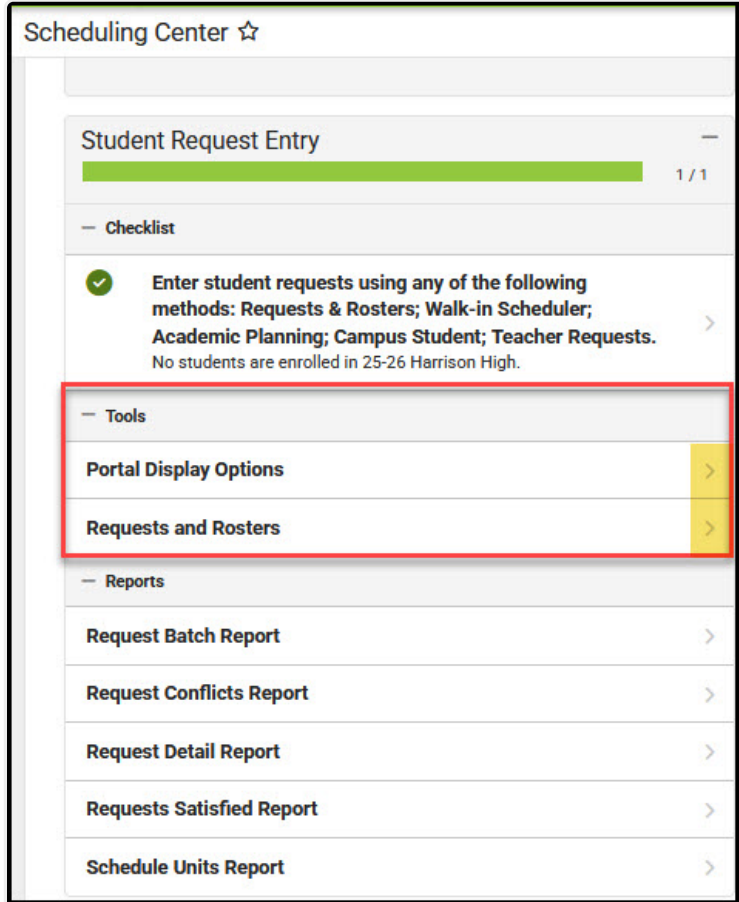 Scheduling Center
Student Request Entry
1 / 1
Checklist
Enter student requests using any of the following
methods: Requests & Rosters; Walk-in Scheduler;
Academic Planning; Campus Student; Teacher Requests.
No students are enrolled in 25-26 Harrison High.
Tools
Portal Display Options
Requests and Rosters
Reports
Request Batch Report
Request Conflicts Report
Request Detail Report
Requests Satisfied Report
Schedule Units Report